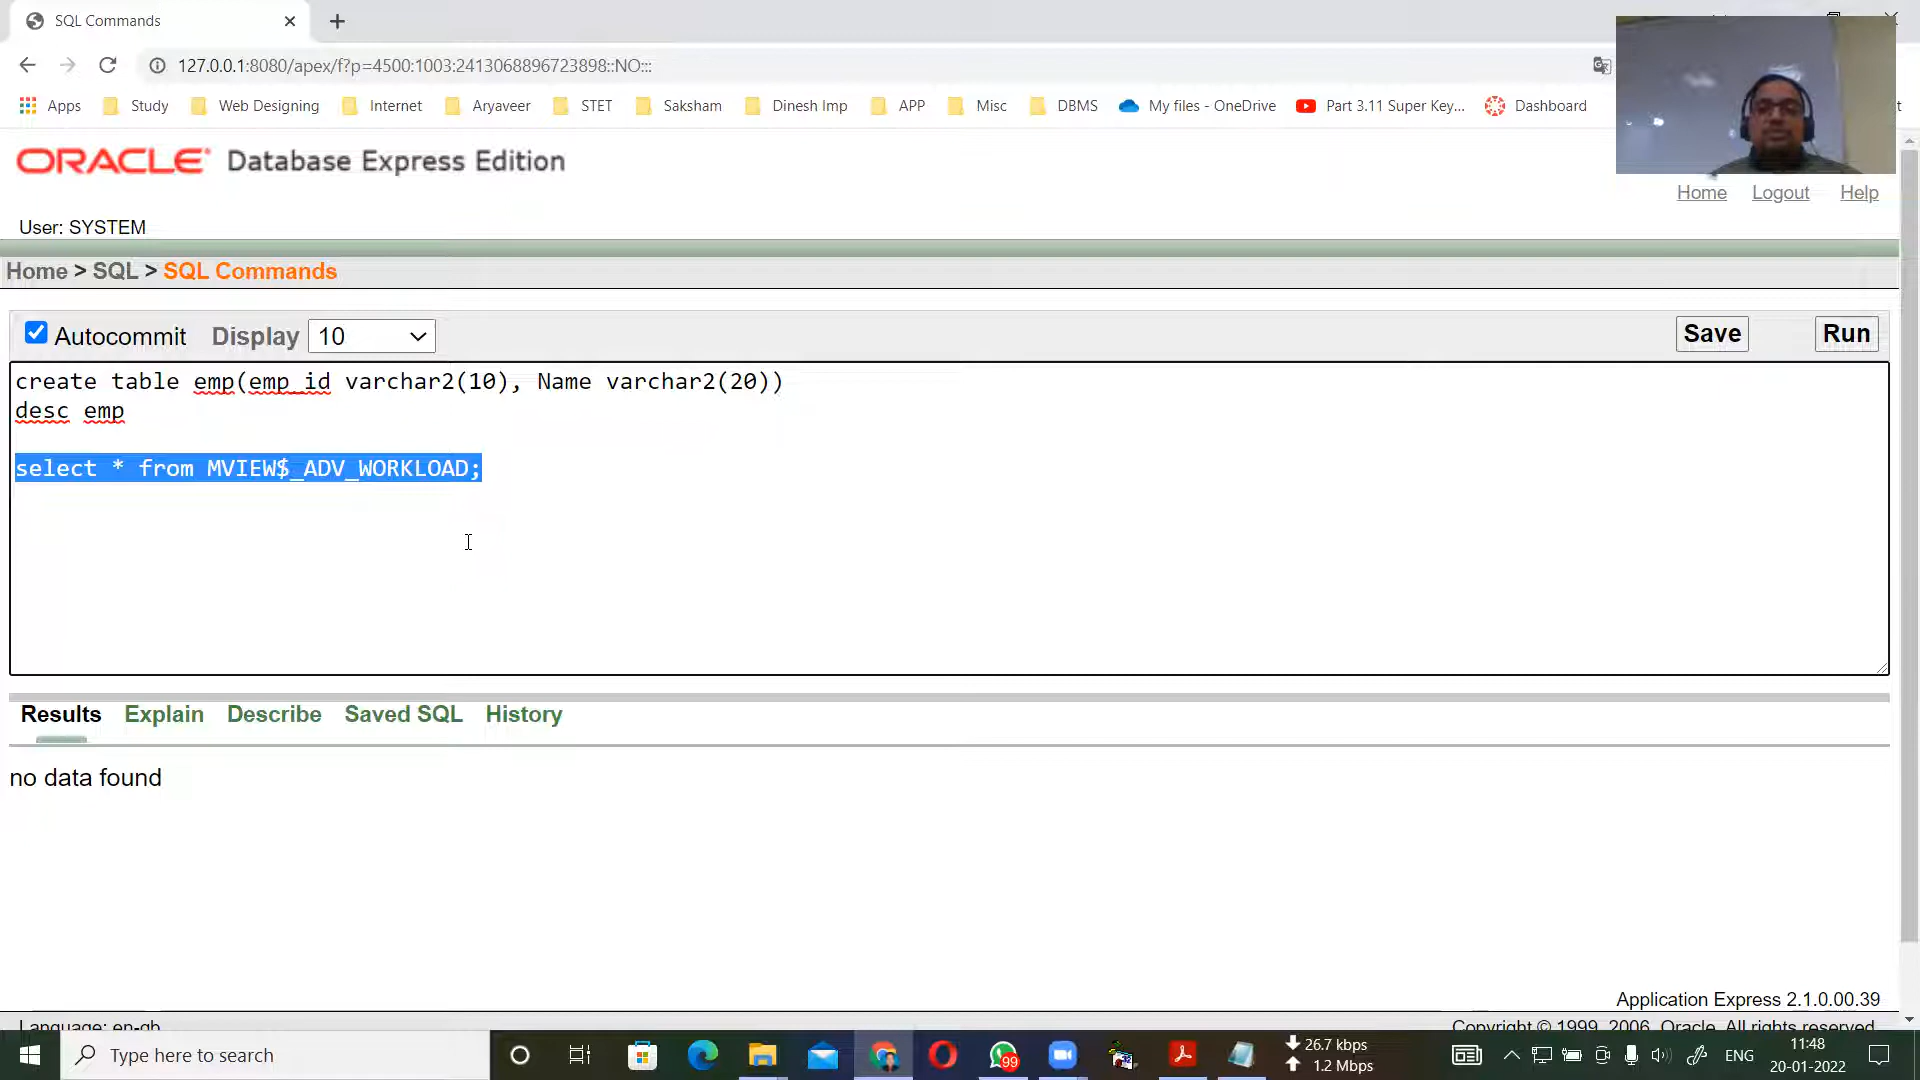 SQL Commands
127.0.0.1:8080/apex/f?p=4500:1003:2413068896723898::NO:::
Apps Study Web Designing Internet Aryaveer STET Saksham Dinesh Imp APP Misc DBMS My files - OneDrive Part 3.11 Super Key... Dashboard
ORACLE Database Express Edition
Home Logout Help
User: SYSTEM
Home > SQL > SQL Commands
Autocommit Display 10 Save Run
create table emp(emp_id varchar2(10), Name varchar2(20))
desc emp
select * from MVIEW$_ADV_WORKLOAD;
Results Explain Describe Saved SQL History
no data found
Application Express 2.1.0.00.39
Language: en-gb Copyright © 1999, 2006, Oracle. All rights reserved.
Type here to search
99
26.7 kbps
1.2 Mbps
ENG
11:48
20-01-2022